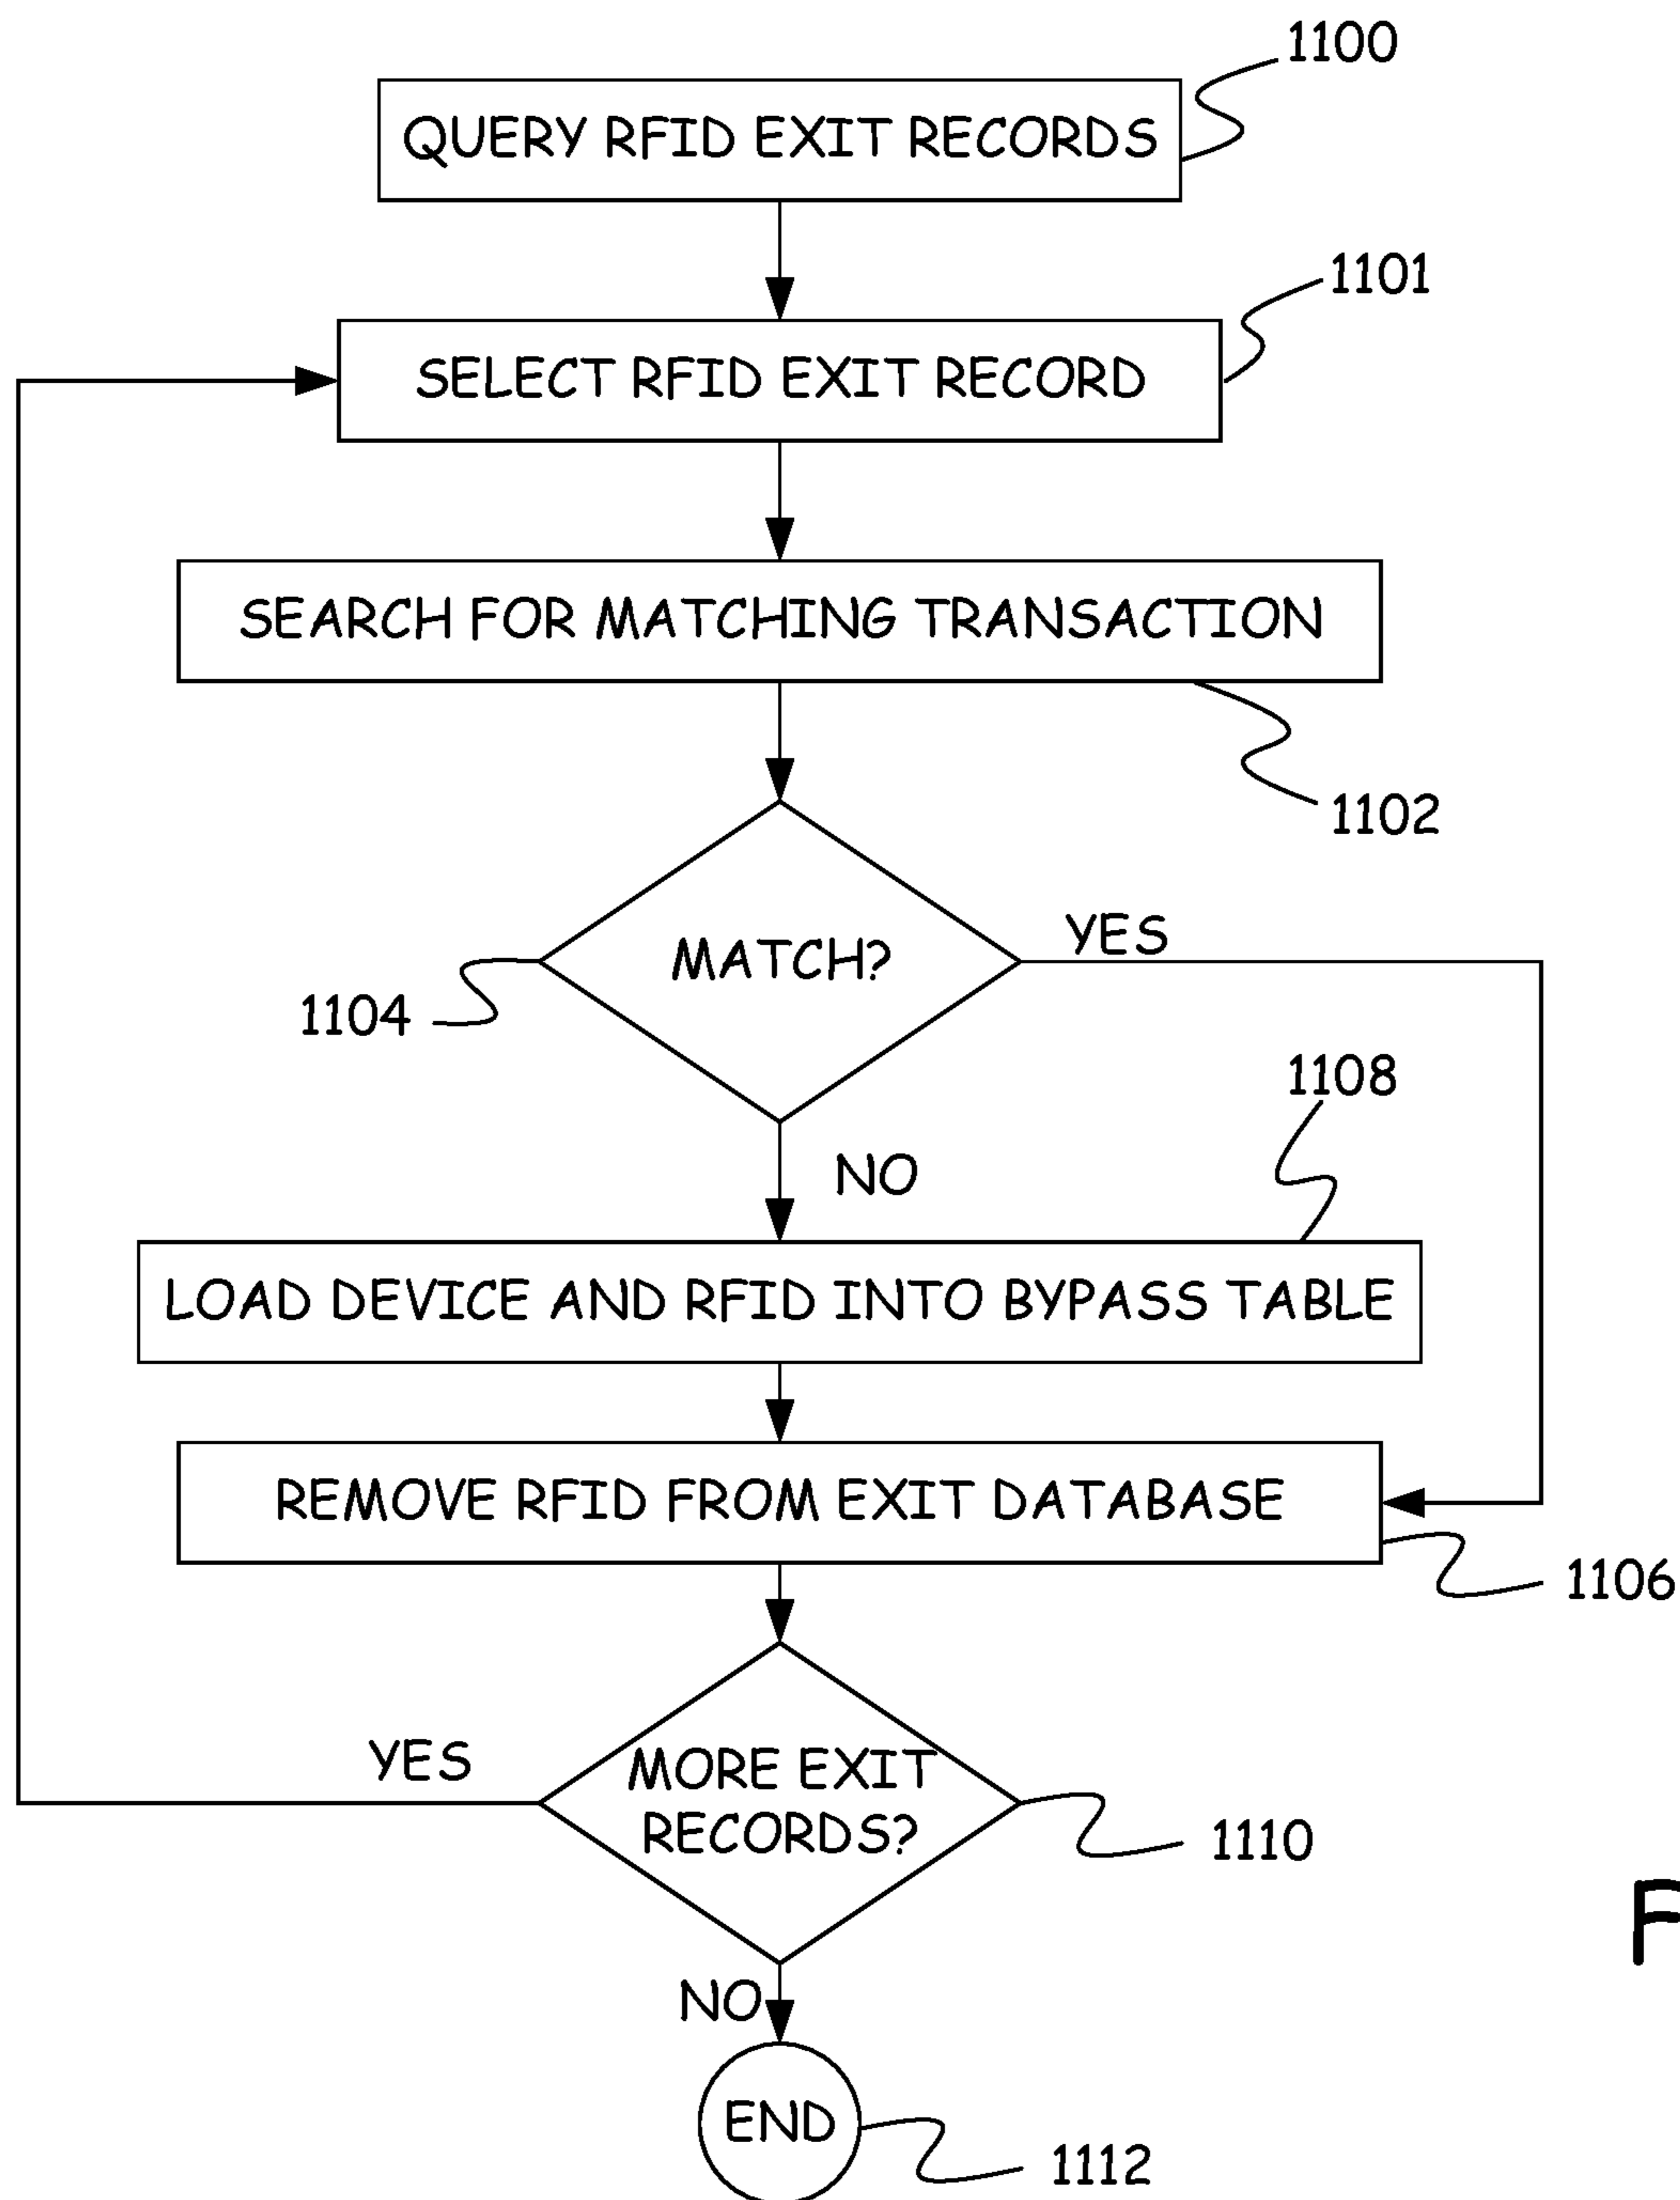 1100
QUERY RFID EXIT RECORDS
1101
SELECT RFID EXIT RECORD
SEARCH FOR MATCHING TRANSACTION
1102
YES
MATCH?
1104
1108
NO
LOAD DEVICE AND RFID INTO BYPASS TABLE
REMOVE RFID FROM EXIT DATABASE
1106
YES
MORE EXIT
RECORDS?
1110
F
NO
END
1112